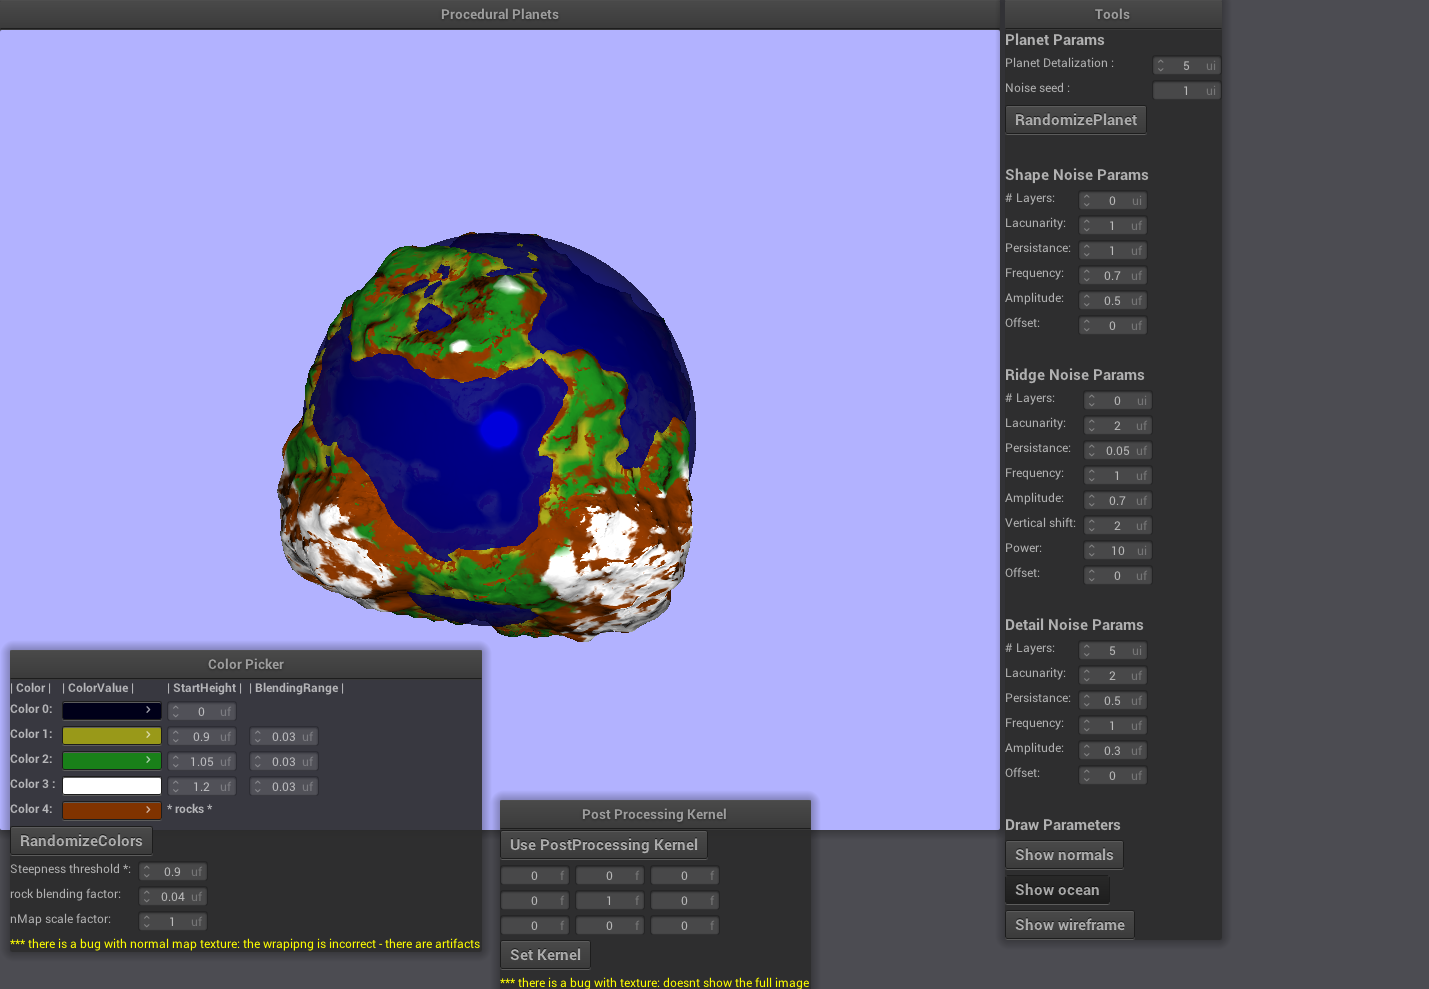 Procedural Planets
Tools
Planet Params
Planet Detalization : 5 ui
Noise seed : 1 ui
RandomizePlanet
Shape Noise Params
# Layers: 0 ui
Lacunarity: 1 uf
Persistance: 1 uf
Frequency: 0.7 uf
Amplitude: 0.5 uf
Offset: 0 uf
Ridge Noise Params
# Layers: 0 ui
Lacunarity: 2 uf
Persistance: 0.05 uf
Frequency: 1 uf
Amplitude: 0.7 uf
Vertical shift: 2 uf
Power: 10 ui
Offset: 0 uf
Detail Noise Params
# Layers: 5 ui
Lacunarity: 2 uf
Persistance: 0.5 uf
Frequency: 1 uf
Amplitude: 0.3 uf
Offset: 0 uf
Draw Parameters
Show normals
Show ocean
Show wireframe
Color Picker
| Color | | ColorValue | | StartHeight | | BlendingRange |
Color 0: 0 uf
Color 1: 0.9 uf 0.03 uf
Color 2: 1.05 uf 0.03 uf
Color 3 : 1.2 uf 0.03 uf
Color 4: * rocks *
RandomizeColors
Steepness threshold *: 0.9 uf
rock blending factor: 0.04 uf
nMap scale factor: 1 uf
*** there is a bug with normal map texture: the wrapipng is incorrect - there are artifacts
Post Processing Kernel
Use PostProcessing Kernel
0 f 0 f 0 f
0 f 1 f 0 f
0 f 0 f 0 f
Set Kernel
*** there is a bug with texture: doesnt show the full image